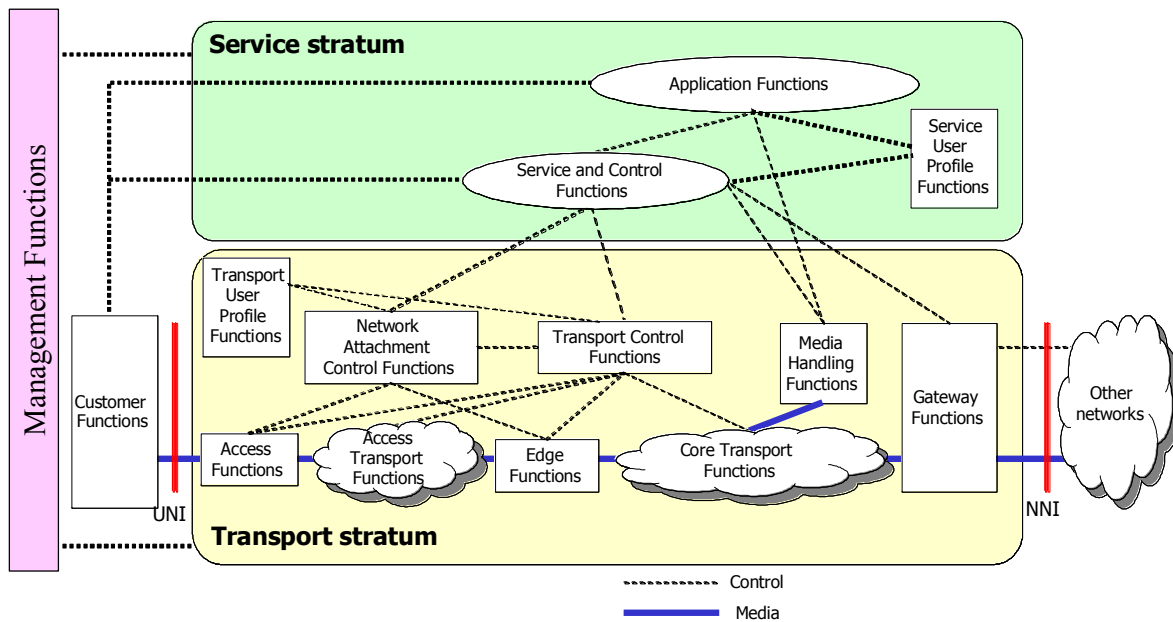 Management Functions
Service stratum
Application Functions
Service
User
Profile
Functions
Service and Control
Functions
Transport
User
Profile
Functions
Network
Attachment
Control Functions
Transport Control
Functions
Media
Handling
Functions
Customer
Functions
Gateway
Functions
Other
networks
Access
Functions
Access
Transport
Functions
Edge
Functions
Core Transport
Functions
UNI
NNI
Transport stratum
Control
Media